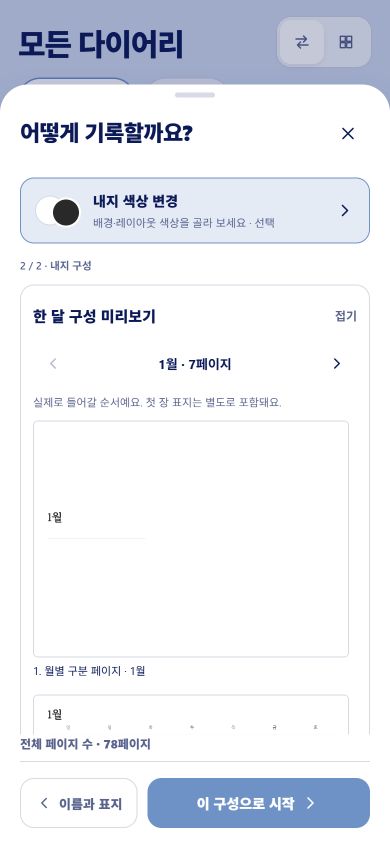 모든 다이어리
어떻게 기록할까요?
내지 색상 변경
배경·레이아웃 색상을 골라 보세요 · 선택
2 / 2 · 내지 구성
한 달 구성 미리보기
접기
1월 · 7페이지
실제로 들어갈 순서예요. 첫 장 표지는 별도로 포함돼요.
1월
1. 월별 구분 페이지 · 1월
1월
전체 페이지 수 · 78페이지
이름과 표지
이 구성으로 시작